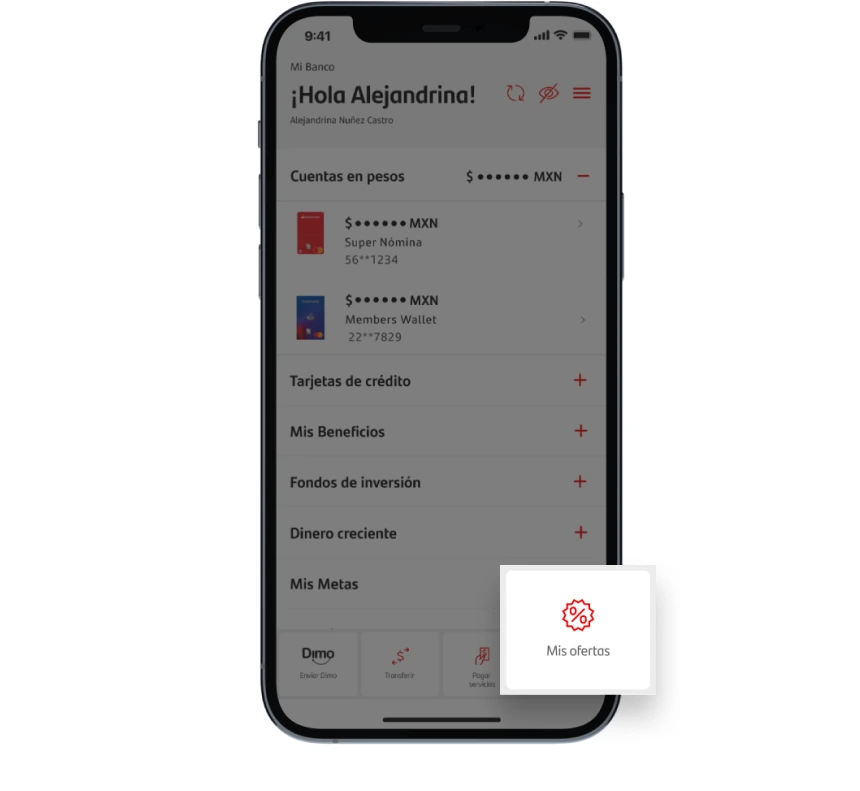 9:41
Mi Banco
¡Hola Alejandrina!
Alejandrina Nuñez Castro
Cuentas en pesos $ •••••• MXN
$ •••••• MXN
Super Nómina
56**1234
$ •••••• MXN
Members Wallet
22**7829
Tarjetas de crédito
Mis Beneficios
Fondos de inversión
Dinero creciente
Mis Metas
Dimo
Enviar Dimo
Transferir
Pagar
servicios
%
Mis ofertas